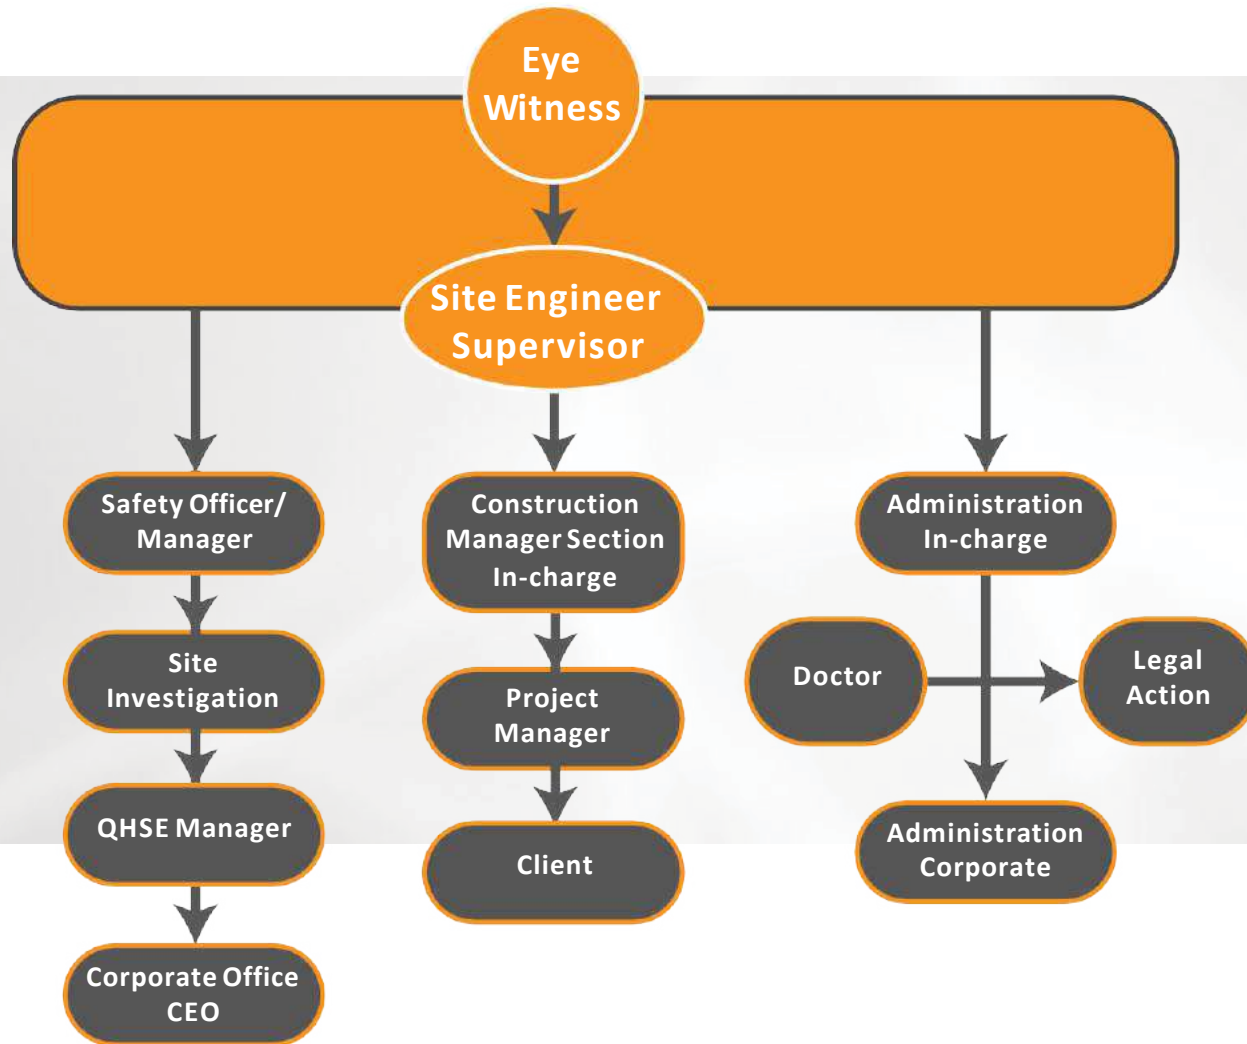 Eye
Witness
Site Engineer
Supervisor
Safety Officer/
Manager
Site
Investigation
QHSE Manager
Corporate Office
CEO
Construction
Manager Section
In-charge
Project
Manager
Client
Administration
In-charge
Doctor
Legal
Action
Administration
Corporate